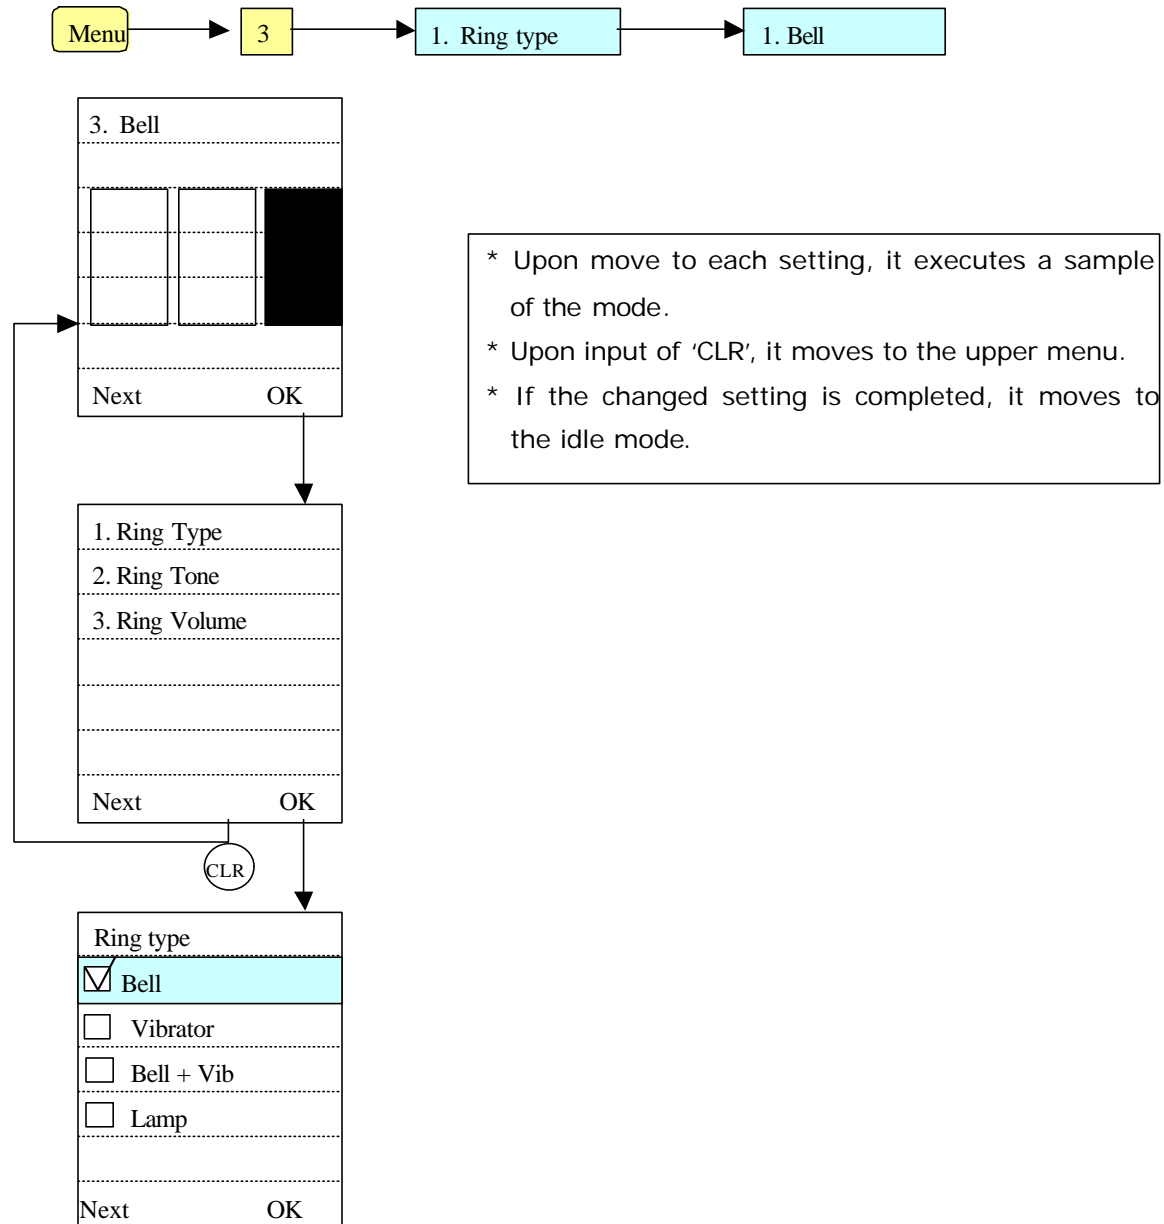 Menu 3 1. Ring type 1. Bell
3. Bell
Next OK
* Upon move to each setting, it executes a sample
of the mode.
* Upon input of ‘CLR’, it moves to the upper menu.
* If the changed setting is completed, it moves to
the idle mode.
1. Ring Type
2. Ring Tone
3. Ring Volume
Next OK
CLR
Ring type
Bell
Vibrator
Bell + Vib
Lamp
Next OK